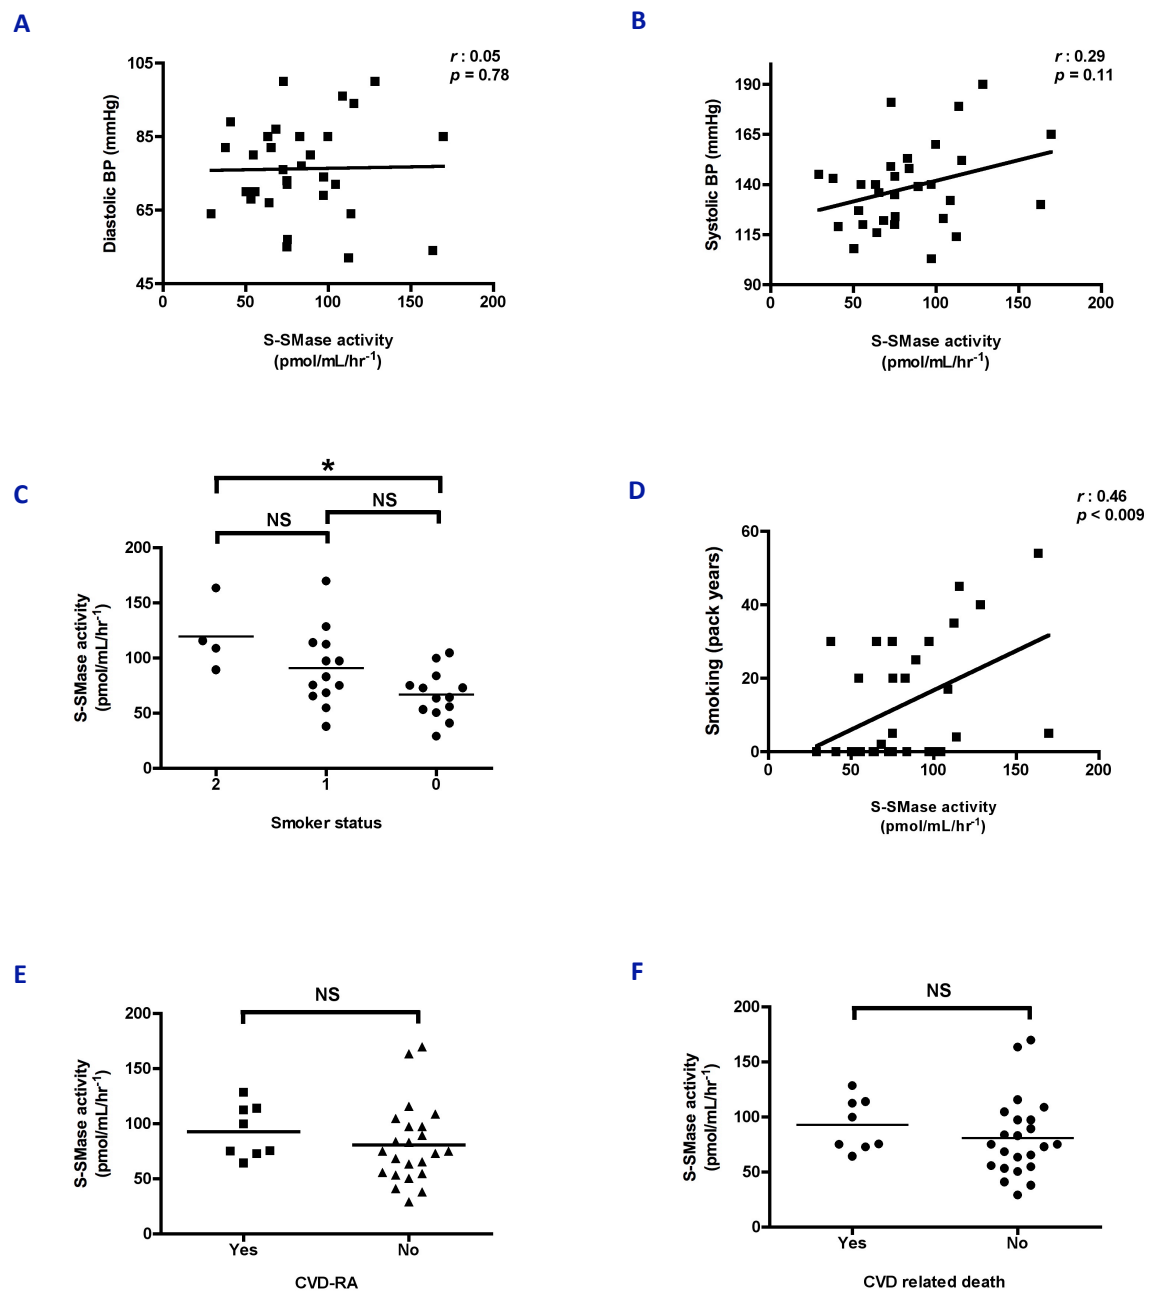 A
r : 0.05
p = 0.78
Diastolic BP (mmHg)
105
85
65
45
0 50 100 150 200
S-SMase activity
(pmol/mL/hr-1)
B
r : 0.29
p = 0.11
Systolic BP (mmHg)
190
165
140
115
90
0 50 100 150 200
S-SMase activity
(pmol/mL/hr-1)
C
*
NS
NS
S-SMase activity
(pmol/mL/hr-1)
200
150
100
50
0
2 1 0
Smoker status
D
r : 0.46
p < 0.009
Smoking (pack years)
60
40
20
0
0 50 100 150 200
S-SMase activity
(pmol/mL/hr-1)
E
NS
S-SMase activity
(pmol/mL/hr-1)
200
150
100
50
0
Yes No
CVD-RA
F
NS
S-SMase activity
(pmol/mL/hr-1)
200
150
100
50
0
Yes No
CVD related death